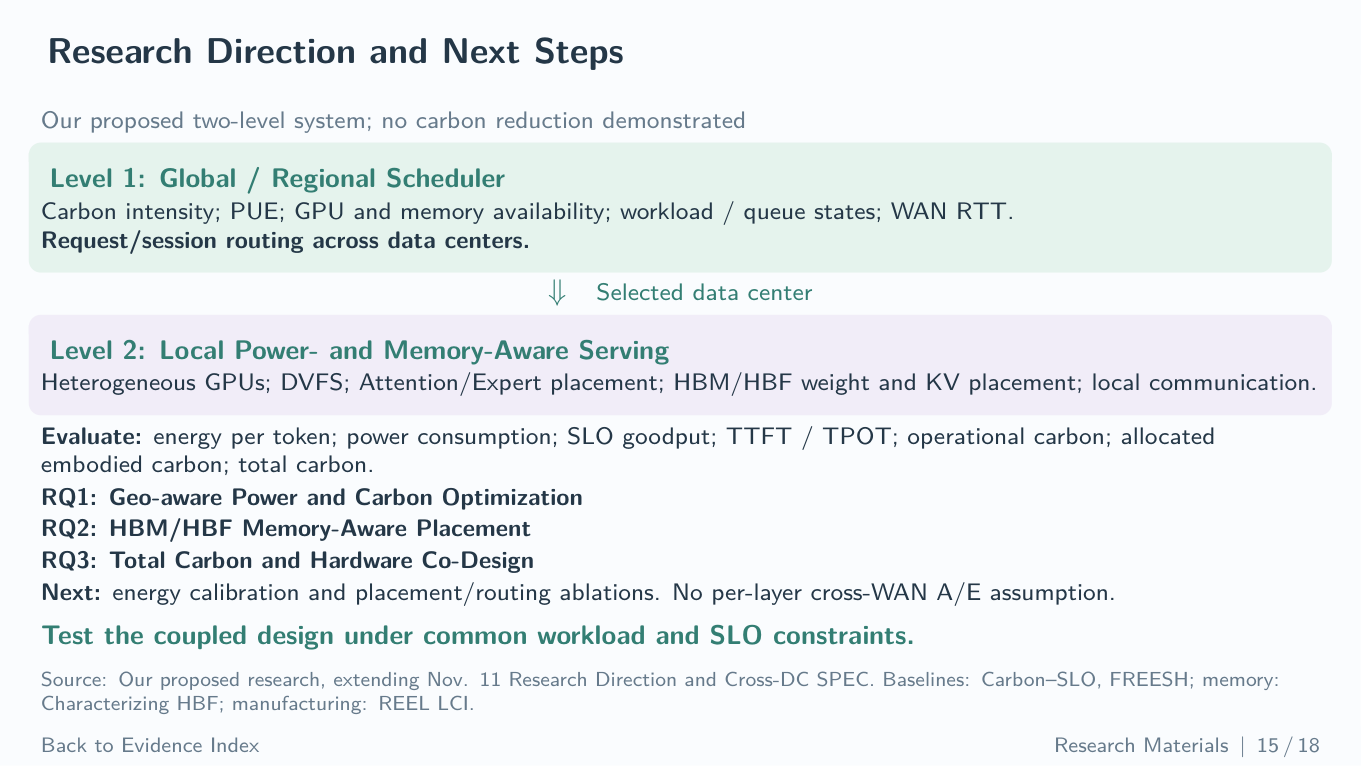 Research Direction and Next Steps
Our proposed two-level system; no carbon reduction demonstrated
Level 1: Global / Regional Scheduler
Carbon intensity; PUE; GPU and memory availability; workload / queue states; WAN RTT.
Request/session routing across data centers.
⇓ Selected data center
Level 2: Local Power- and Memory-Aware Serving
Heterogeneous GPUs; DVFS; Attention/Expert placement; HBM/HBF weight and KV placement; local communication.
Evaluate: energy per token; power consumption; SLO goodput; TTFT / TPOT; operational carbon; allocated
embodied carbon; total carbon.
RQ1: Geo-aware Power and Carbon Optimization
RQ2: HBM/HBF Memory-Aware Placement
RQ3: Total Carbon and Hardware Co-Design
Next: energy calibration and placement/routing ablations. No per-layer cross-WAN A/E assumption.
Test the coupled design under common workload and SLO constraints.
Source: Our proposed research, extending Nov. 11 Research Direction and Cross-DC SPEC. Baselines: Carbon–SLO, FREESH; memory:
Characterizing HBF; manufacturing: REEL LCI.
Back to Evidence Index
Research Materials | 15 / 18